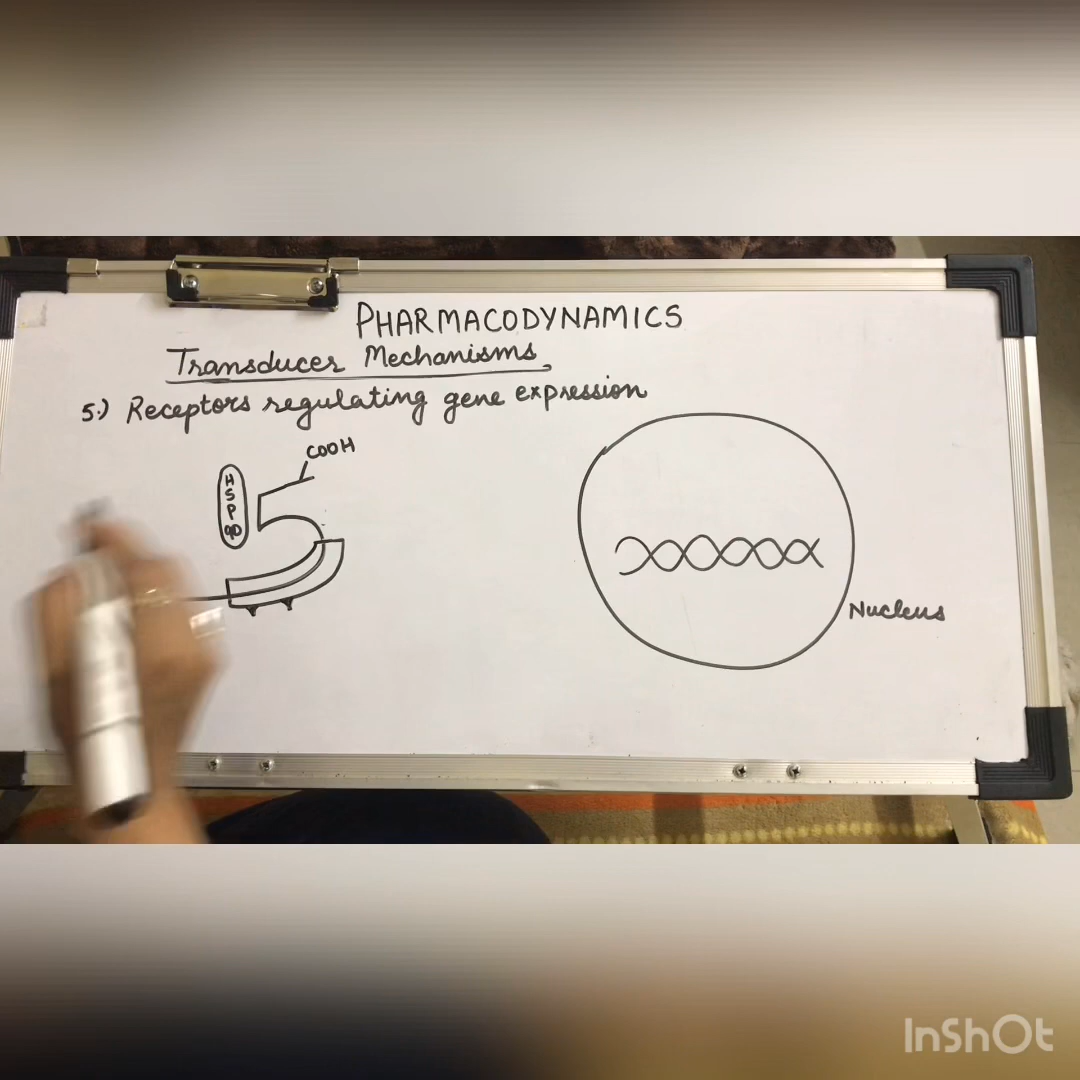 PHARMACODYNAMICS
Transducer Mechanisms
5.) Receptors regulating gene expression
COOH
HSP90
Nucleus
InShOt